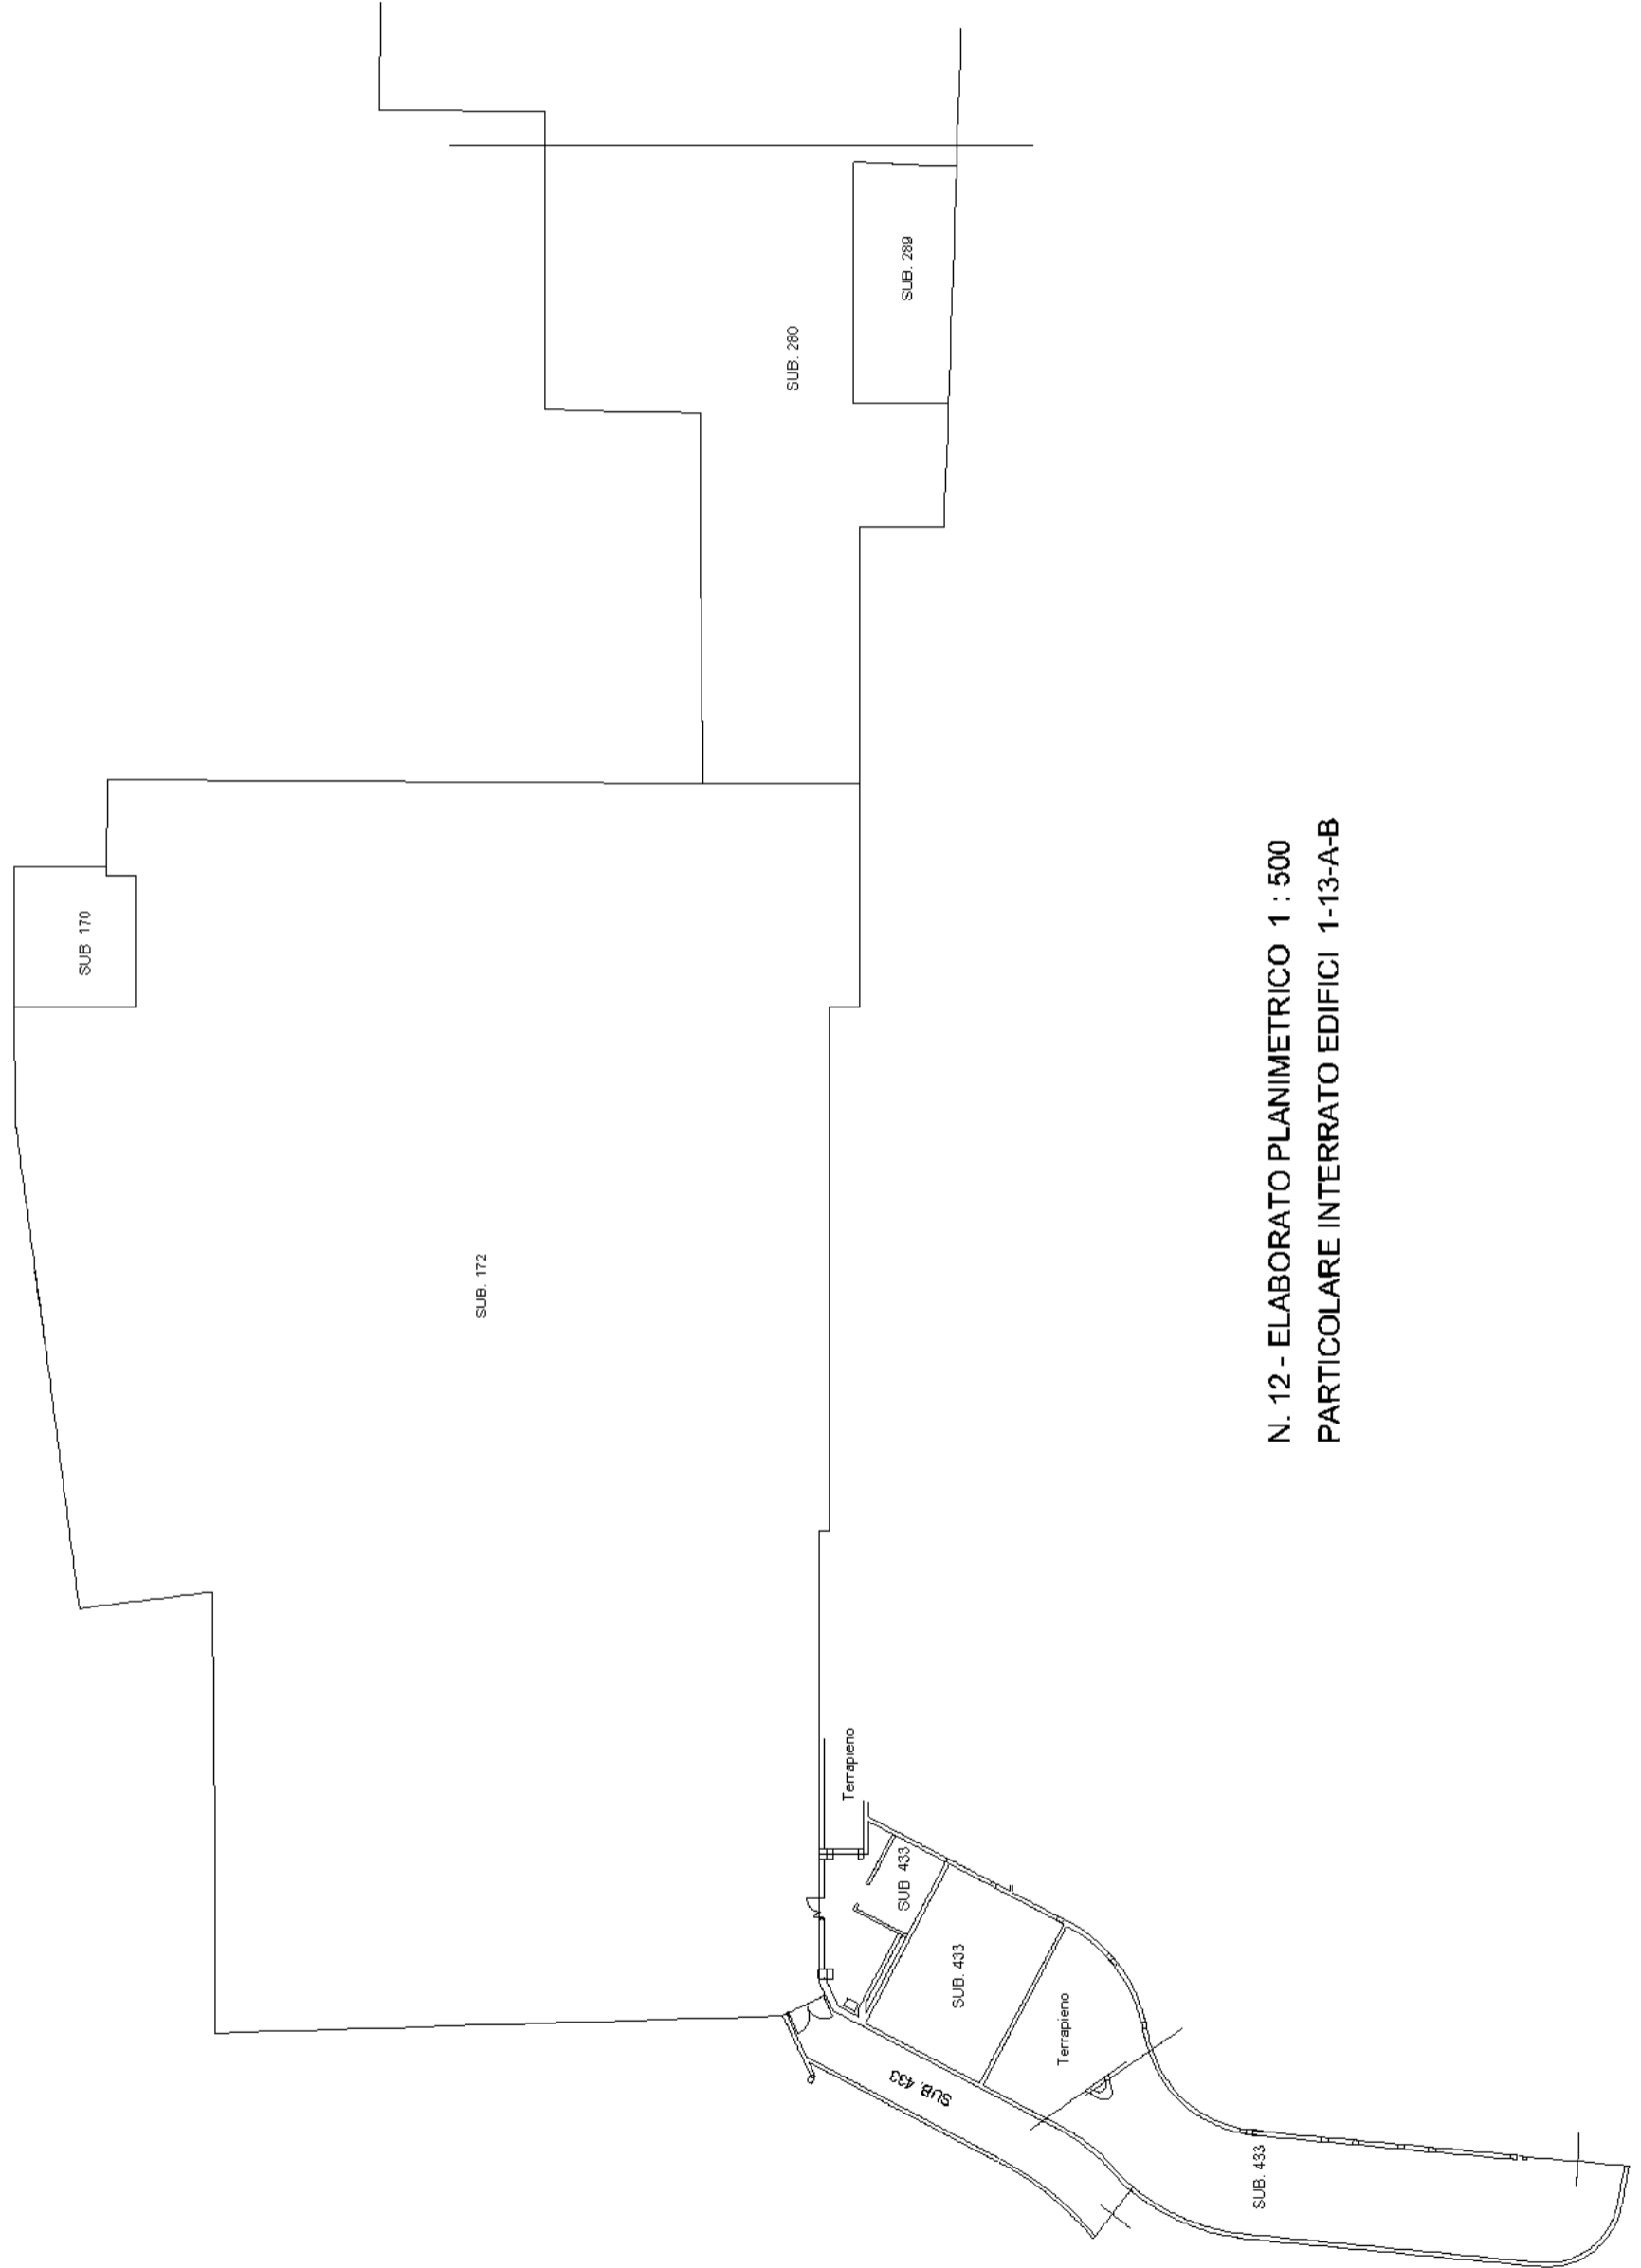 SUB 170
SUB. 172
SUB. 280
SUB. 289
Terrapieno
SUB 433
SUB. 433
Terrapieno
SUB. 433
SUB. 433
N. 12 - ELABORATO PLANIMETRICO 1 : 500
PARTICOLARE INTERRATO EDIFICI 1-13-A-B